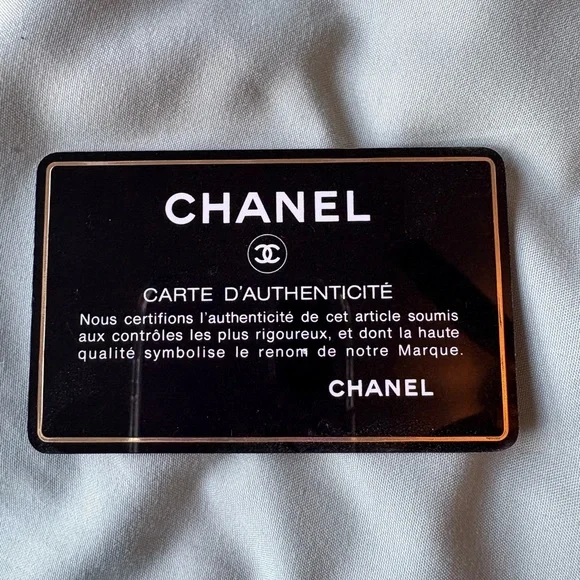 CHANEL
CARTE D'AUTHENTICITÉ
Nous certifions l'authenticité de cet article soumis
aux contrôles les plus rigoureux, et dont la haute
qualité symbolise le renom de notre Marque.
CHANEL